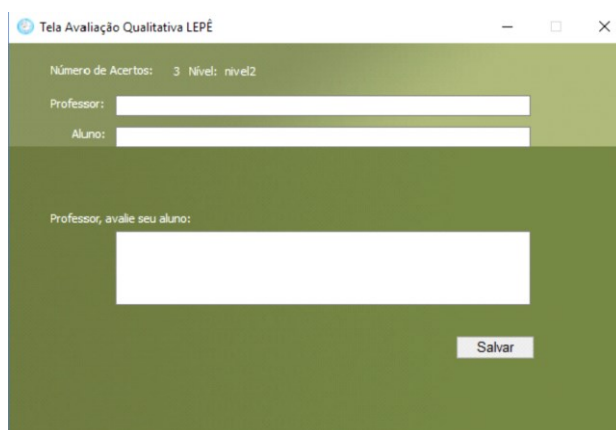 Tela Avaliação Qualitativa LEPÊ
Número de Acertos: 3 Nível: nivel2
Professor:
Aluno:
Professor, avalie seu aluno:
Salvar